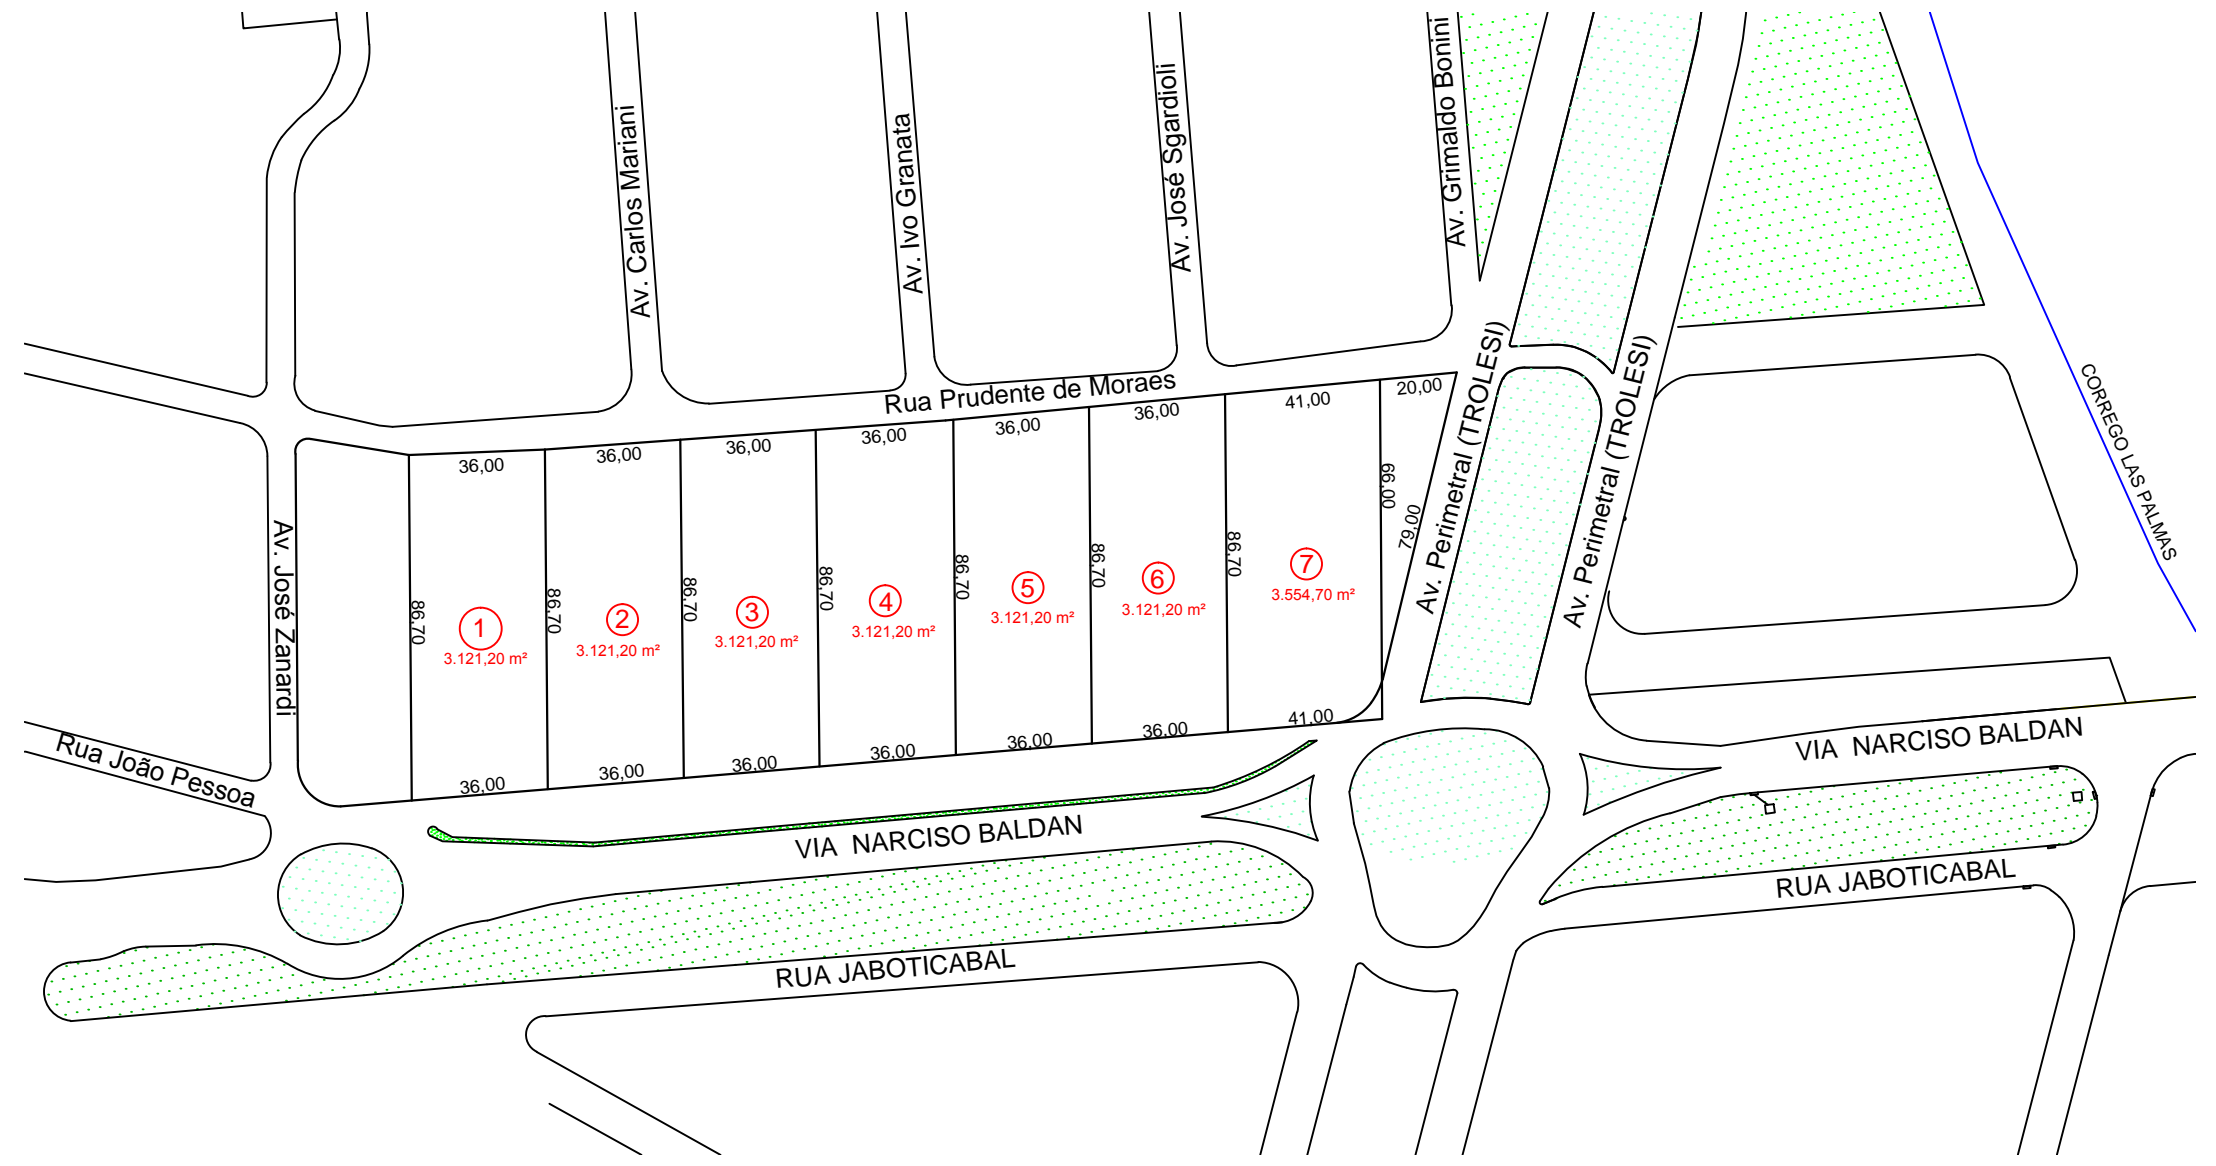 Av. Carlos Mariani
Av. Ivo Granata
Av. José Sgardioli
Av. Grimaldo Bonini
Rua Prudente de Moraes
Av. Perimetral (TROLESI)
Av. Perimetral (TROLESI)
CORREGO LAS PALMAS
Av. José Zanardi
Rua João Pessoa
36,00
36,00
36,00
36,00
36,00
36,00
41,00
20,00
86,70
86,70
86,70
86,70
86,70
86,70
86,70
66,00
79,00
1
3.121,20 m²
2
3.121,20 m²
3
3.121,20 m²
4
3.121,20 m²
5
3.121,20 m²
6
3.121,20 m²
7
3.554,70 m²
36,00
36,00
36,00
36,00
36,00
36,00
41,00
VIA NARCISO BALDAN
VIA NARCISO BALDAN
RUA JABOTICABAL
RUA JABOTICABAL